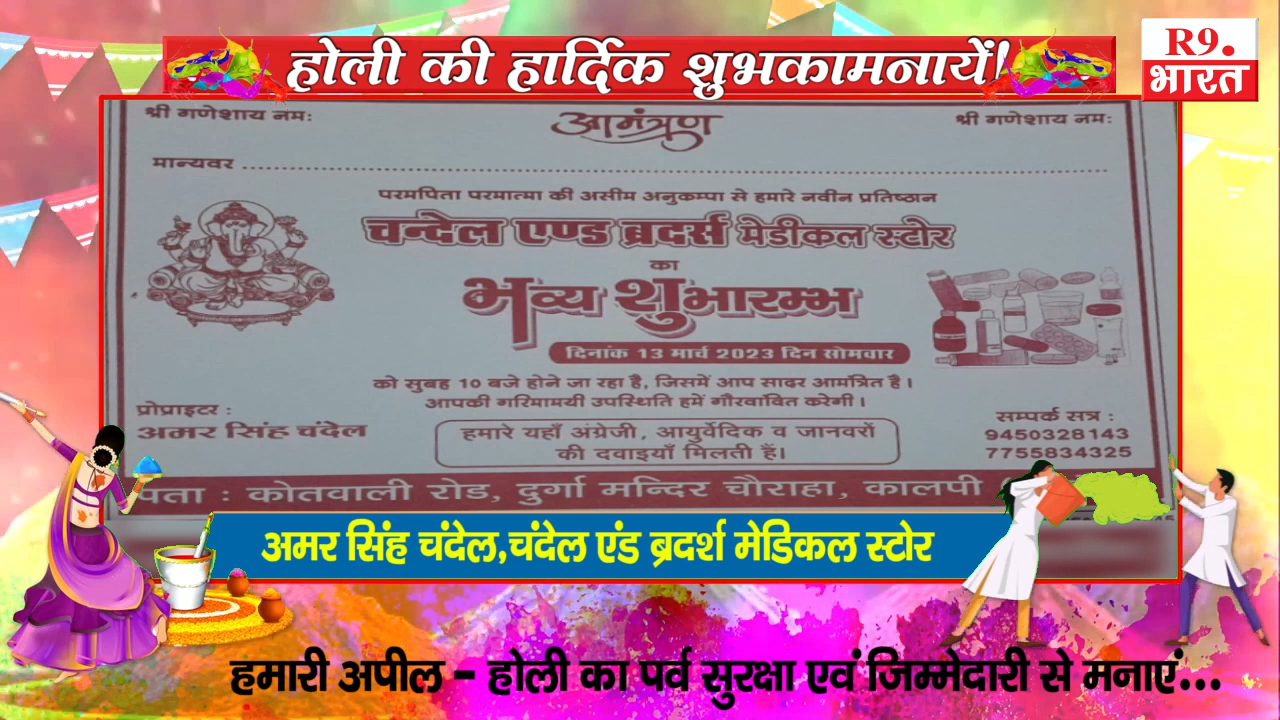 होली की हार्दिक शुभकामनायें!
R9.
भारत
श्री गणेशाय नमः
आमंत्रण
श्री गणेशाय नमः
मान्यवर
परमपिता परमात्मा की असीम अनुकम्पा से हमारे नवीन प्रतिष्ठान
चन्देल एण्ड ब्रदर्स मेडीकल स्टोर
का
भव्य शुभारम्भ
दिनांक 13 मार्च 2023 दिन सोमवार
को सुबह 10 बजे होने जा रहा है, जिसमें आप सादर आमंत्रित है।
आपकी गरिमामयी उपस्थिति हमें गौरवांवित करेगी।
प्रोप्राइटर :
अमर सिंह चंदेल
हमारे यहाँ अंग्रेजी, आयुर्वेदिक व जानवरों
की दवाइयाँ मिलती हैं।
सम्पर्क सत्र :
9450328143
7755834325
पता : कोतवाली रोड, दुर्गा मन्दिर चौराहा, कालपी
अमर सिंह चंदेल,चंदेल एंड ब्रदर्श मेडिकल स्टोर
हमारी अपील - होली का पर्व सुरक्षा एवं जिम्मेदारी से मनाएं...